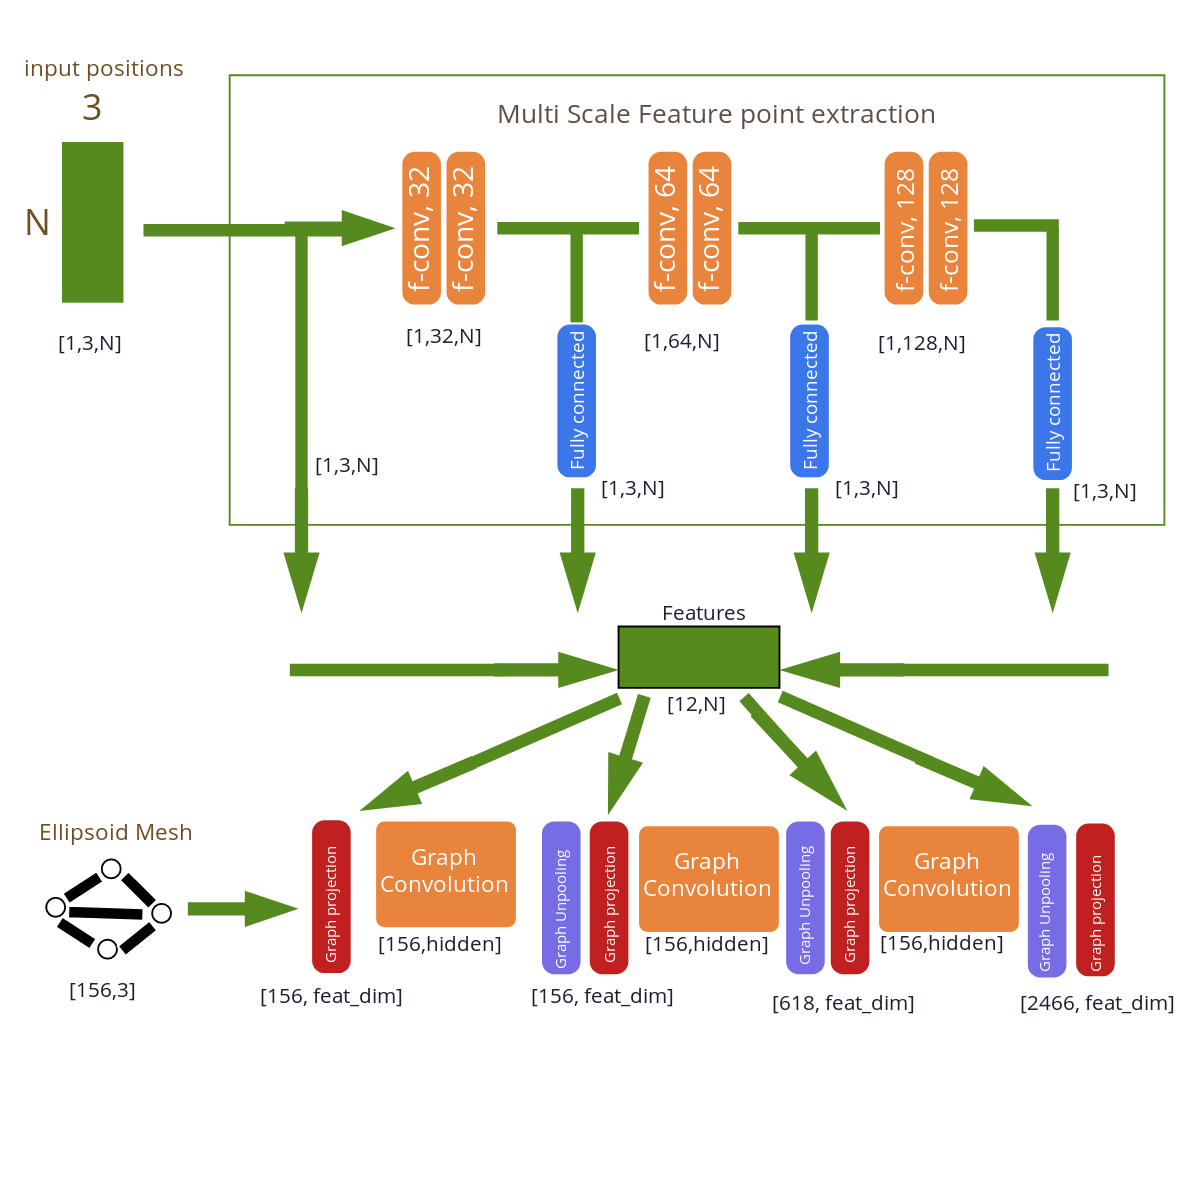 input positions
3
N
[1,3,N]
Multi Scale Feature point extraction
f-conv, 32
f-conv, 32
f-conv, 64
f-conv, 64
f-conv, 128
f-conv, 128
[1,32,N]
[1,64,N]
[1,128,N]
Fully connected
Fully connected
Fully connected
[1,3,N]
[1,3,N]
[1,3,N]
[1,3,N]
Features
[12,N]
Ellipsoid Mesh
[156,3]
Graph projection
Graph
Convolution
Graph Unpooling
Graph projection
Graph
Convolution
Graph Unpooling
Graph projection
Graph
Convolution
Graph Unpooling
Graph projection
[156,hidden]
[156,hidden]
[156,hidden]
[156, feat_dim]
[156, feat_dim]
[618, feat_dim]
[2466, feat_dim]